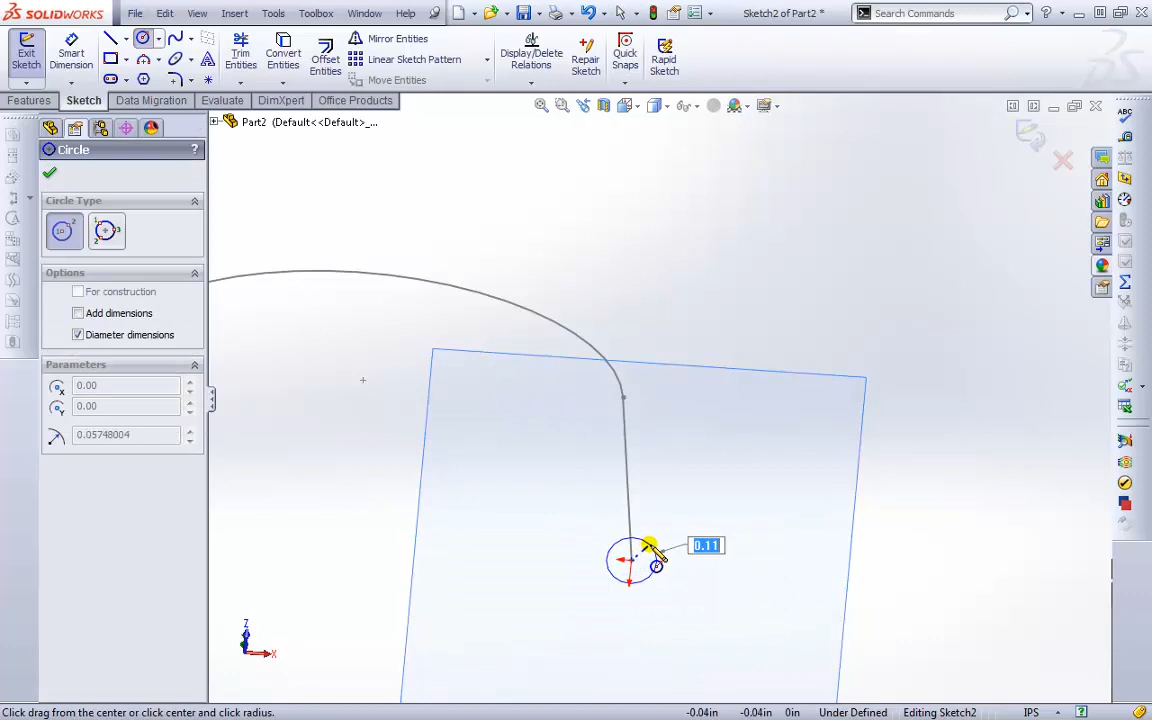 SOLIDWORKS File Edit View Insert Tools Toolbox Window Help Sketch2 of Part2 * Search Commands
Exit Sketch Smart Dimension Trim Entities Convert Entities Offset Entities Mirror Entities Linear Sketch Pattern Move Entities Display/Delete Relations Repair Sketch Quick Snaps Rapid Sketch
Features Sketch Data Migration Evaluate DimXpert Office Products
Part2 (Default<<Default>_...
Circle ?
Circle Type
Options
For construction
Add dimensions
Diameter dimensions
Parameters
0.00
0.00
0.05748004
0.11
Z
X
Click drag from the center or click center and click radius. -0.04in -0.04in 0in Under Defined Editing Sketch2 IPS